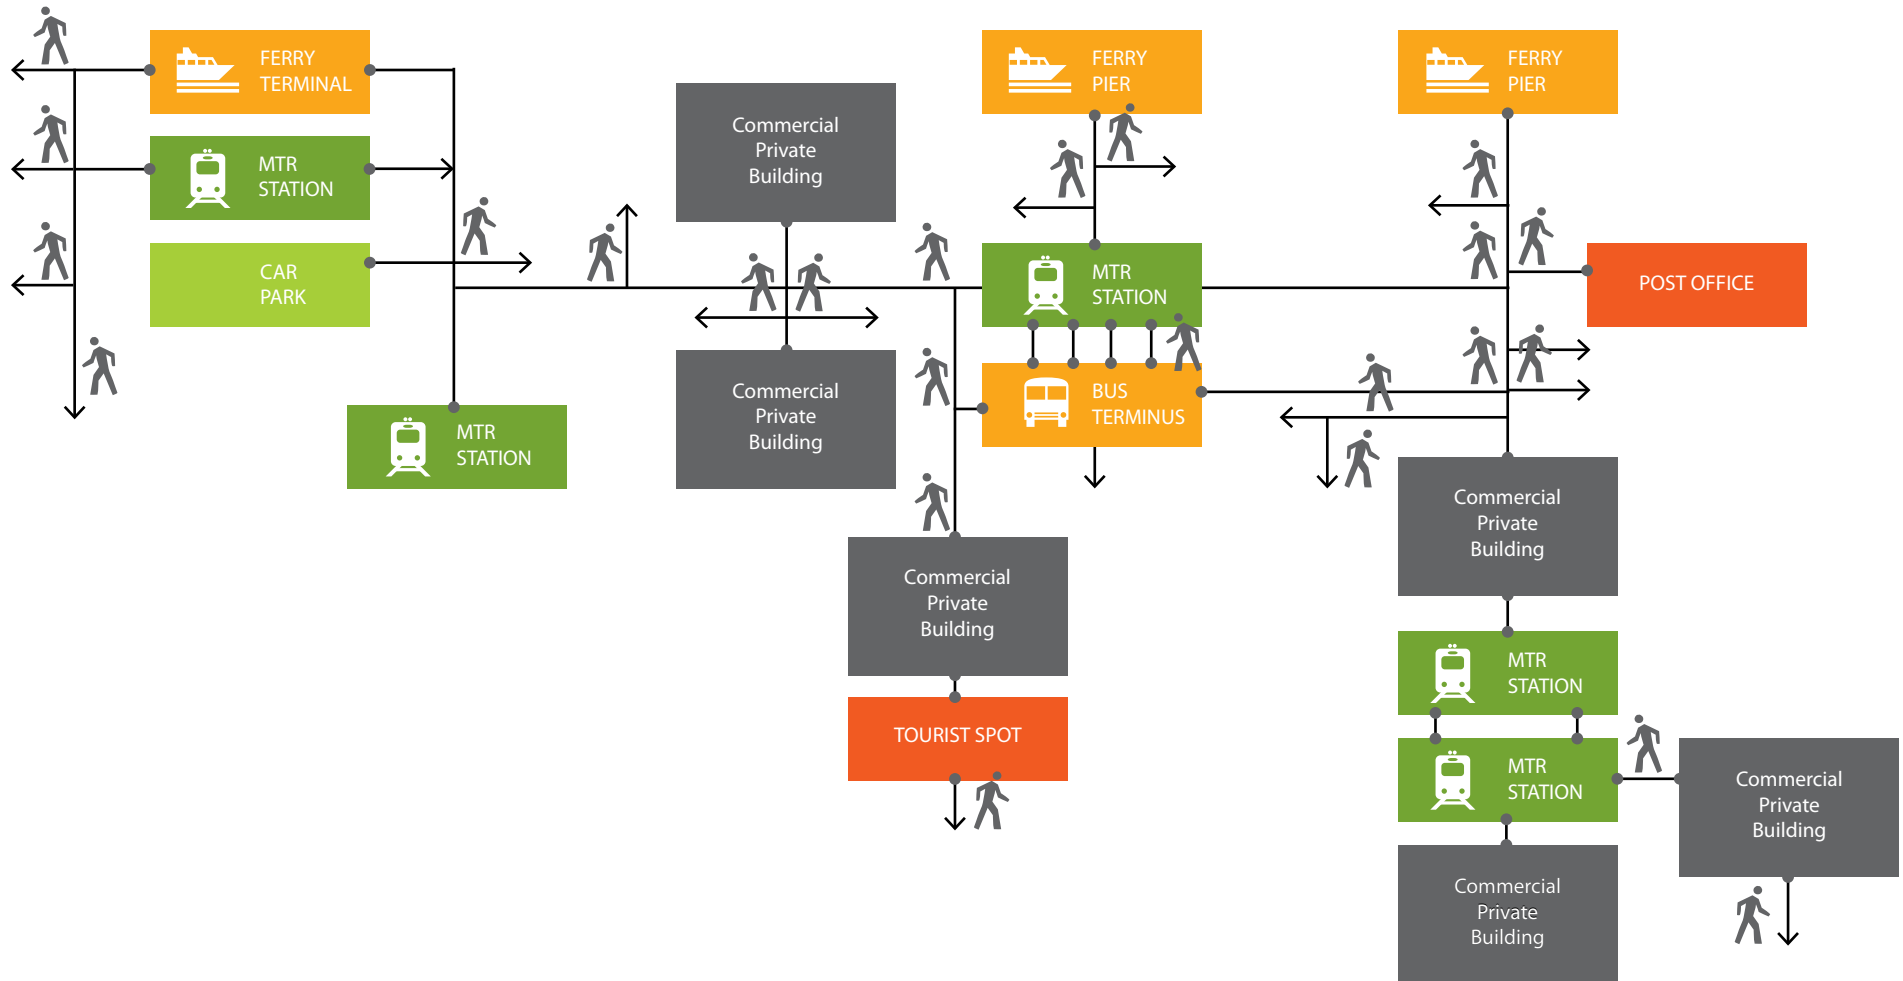 FERRY
TERMINAL
MTR
STATION
CAR
PARK
MTR
STATION
Commercial
Private
Building
Commercial
Private
Building
FERRY
PIER
MTR
STATION
BUS
TERMINUS
Commercial
Private
Building
TOURIST SPOT
FERRY
PIER
POST OFFICE
Commercial
Private
Building
MTR
STATION
MTR
STATION
Commercial
Private
Building
Commercial
Private
Building